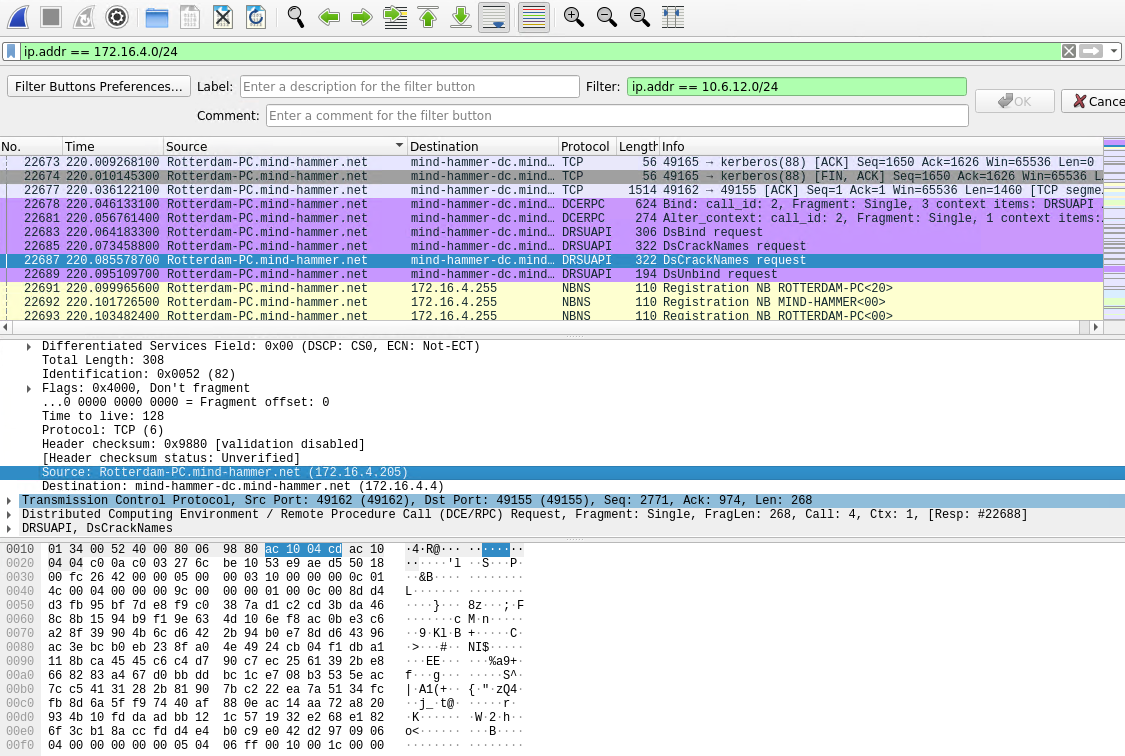 ip.addr == 172.16.4.0/24
Filter Buttons Preferences... Label: Enter a description for the filter button Filter: ip.addr == 10.6.12.0/24
OK Cance
Comment: Enter a comment for the filter button
No. Time Source Destination Protocol Length Info
22673 220.009268100 Rotterdam-PC.mind-hammer.net mind-hammer-dc.mind… TCP 56 49165 → kerberos(88) [ACK] Seq=1650 Ack=1626 Win=65536 Len=0
22674 220.010145300 Rotterdam-PC.mind-hammer.net mind-hammer-dc.mind… TCP 56 49165 → kerberos(88) [FIN, ACK] Seq=1650 Ack=1626 Win=65536 L…
22677 220.036122100 Rotterdam-PC.mind-hammer.net mind-hammer-dc.mind… TCP 1514 49162 → 49155 [ACK] Seq=1 Ack=1 Win=65536 Len=1460 [TCP segme…
22678 220.046133100 Rotterdam-PC.mind-hammer.net mind-hammer-dc.mind… DCERPC 624 Bind: call_id: 2, Fragment: Single, 3 context items: DRSUAPI …
22681 220.056761400 Rotterdam-PC.mind-hammer.net mind-hammer-dc.mind… DCERPC 274 Alter_context: call_id: 2, Fragment: Single, 1 context items:…
22683 220.064183300 Rotterdam-PC.mind-hammer.net mind-hammer-dc.mind… DRSUAPI 306 DsBind request
22685 220.073458800 Rotterdam-PC.mind-hammer.net mind-hammer-dc.mind… DRSUAPI 322 DsCrackNames request
22687 220.085578700 Rotterdam-PC.mind-hammer.net mind-hammer-dc.mind… DRSUAPI 322 DsCrackNames request
22689 220.095109700 Rotterdam-PC.mind-hammer.net mind-hammer-dc.mind… DRSUAPI 194 DsUnbind request
22691 220.099965600 Rotterdam-PC.mind-hammer.net 172.16.4.255 NBNS 110 Registration NB ROTTERDAM-PC<20>
22692 220.101726500 Rotterdam-PC.mind-hammer.net 172.16.4.255 NBNS 110 Registration NB MIND-HAMMER<00>
22693 220.103482400 Rotterdam-PC.mind-hammer.net 172.16.4.255 NBNS 110 Registration NB ROTTERDAM-PC<00>
Differentiated Services Field: 0x00 (DSCP: CS0, ECN: Not-ECT)
Total Length: 308
Identification: 0x0052 (82)
Flags: 0x4000, Don't fragment
...0 0000 0000 0000 = Fragment offset: 0
Time to live: 128
Protocol: TCP (6)
Header checksum: 0x9880 [validation disabled]
[Header checksum status: Unverified]
Source: Rotterdam-PC.mind-hammer.net (172.16.4.205)
Destination: mind-hammer-dc.mind-hammer.net (172.16.4.4)
Transmission Control Protocol, Src Port: 49162 (49162), Dst Port: 49155 (49155), Seq: 2771, Ack: 974, Len: 268
Distributed Computing Environment / Remote Procedure Call (DCE/RPC) Request, Fragment: Single, FragLen: 268, Call: 4, Ctx: 1, [Resp: #22688]
DRSUAPI, DsCrackNames
0010 01 34 00 52 40 00 80 06 98 80 ac 10 04 cd ac 10 ·4·R@··· ········
0020 04 04 c0 0a c0 03 27 6c be 10 53 e9 ae d5 50 18 ······'l ··S···P·
0030 00 fc 26 42 00 00 05 00 00 03 10 00 00 00 0c 01 ··&B···· ········
0040 4c 00 04 00 00 00 9c 00 00 00 01 00 0c 00 8d d4 L······· ········
0050 d3 fb 95 bf 7d e8 f9 c0 38 7a d1 c2 cd 3b da 46 ····}··· 8z···;·F
0060 8c 8b 15 94 b9 f1 9e 63 4d 10 6e f8 ac 0b e3 c6 ·······c M·n·····
0070 a2 8f 39 90 4b 6c d6 42 2b 94 b0 e7 8d d6 43 96 ··9·Kl·B +·····C·
0080 ac 3e bc b0 eb 23 8f a0 4e 49 24 cb 04 f1 db a1 ·>···#·· NI$·····
0090 11 8b ca 45 45 c6 c4 d7 90 c7 ec 25 61 39 2b e8 ···EE··· ···%a9+·
00a0 66 82 83 a4 67 d0 bb dd bc 1c e7 08 b3 53 5e ac f···g··· ·····S^·
00b0 7c c5 41 31 28 2b 81 90 7b c2 22 ea 7a 51 34 fc |·A1(+·· {·"·zQ4·
00c0 fb 8d 6a 5f f9 74 40 af 88 0e ac 14 aa 72 a8 20 ··j_·t@· ·····r·
00d0 93 4b 10 fd da ad bb 12 1c 57 19 32 e2 68 e1 82 ·K······ ·W·2·h··
00e0 6f 3c b1 8a cc fd d4 e4 b0 c9 e0 42 d2 97 09 06 o<······ ···B····
00f0 04 00 00 00 00 00 05 04 06 ff 00 10 00 1c 00 00 ········ ········